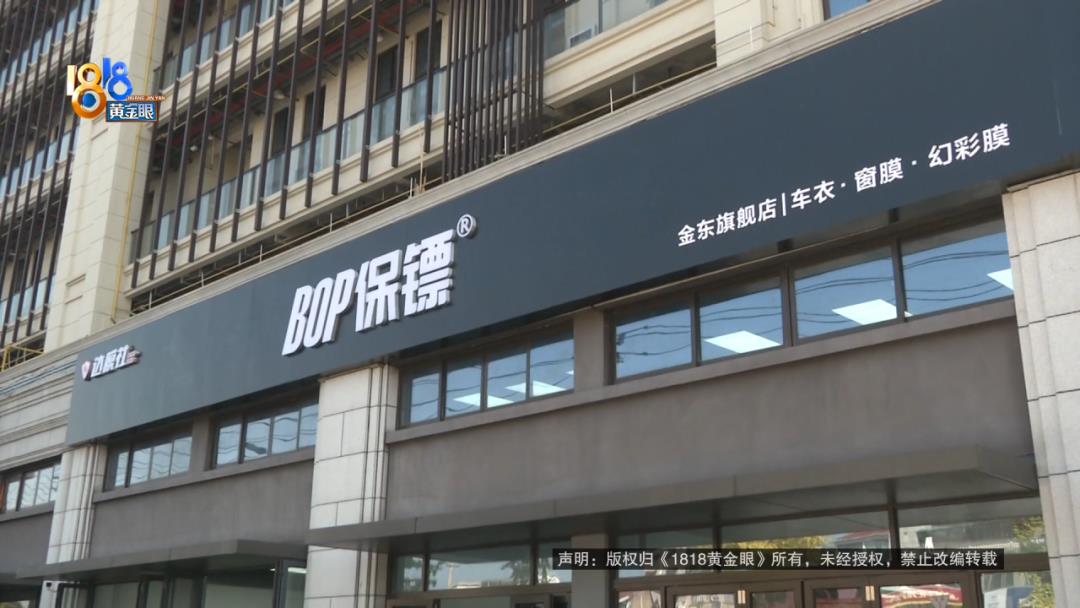 1818
黄金眼
BOP保镖®
金东旗舰店|车衣·窗膜·幻彩膜
声明：版权归《1818黄金眼》所有，未经授权，禁止改编转载